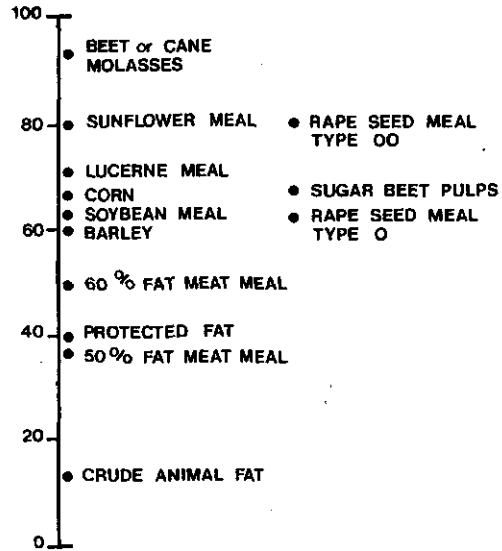 100
BEET or CANE
MOLASSES
80
SUNFLOWER MEAL
RAPE SEED MEAL
TYPE OO
LUCERNE MEAL
CORN
SUGAR BEET PULPS
SOYBEAN MEAL
RAPE SEED MEAL
TYPE O
60
BARLEY
60 % FAT MEAT MEAL
40
PROTECTED FAT
50% FAT MEAT MEAL
20
CRUDE ANIMAL FAT
0